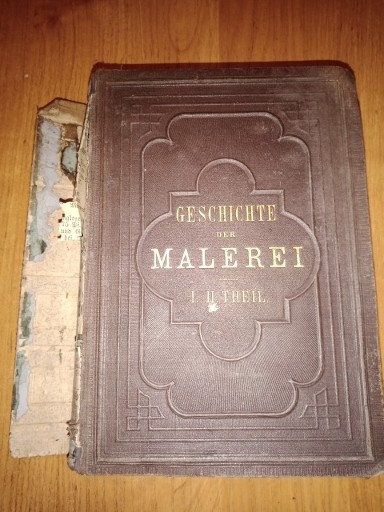 GESCHICHTE
DER
MALEREI
I. II. THEIL.